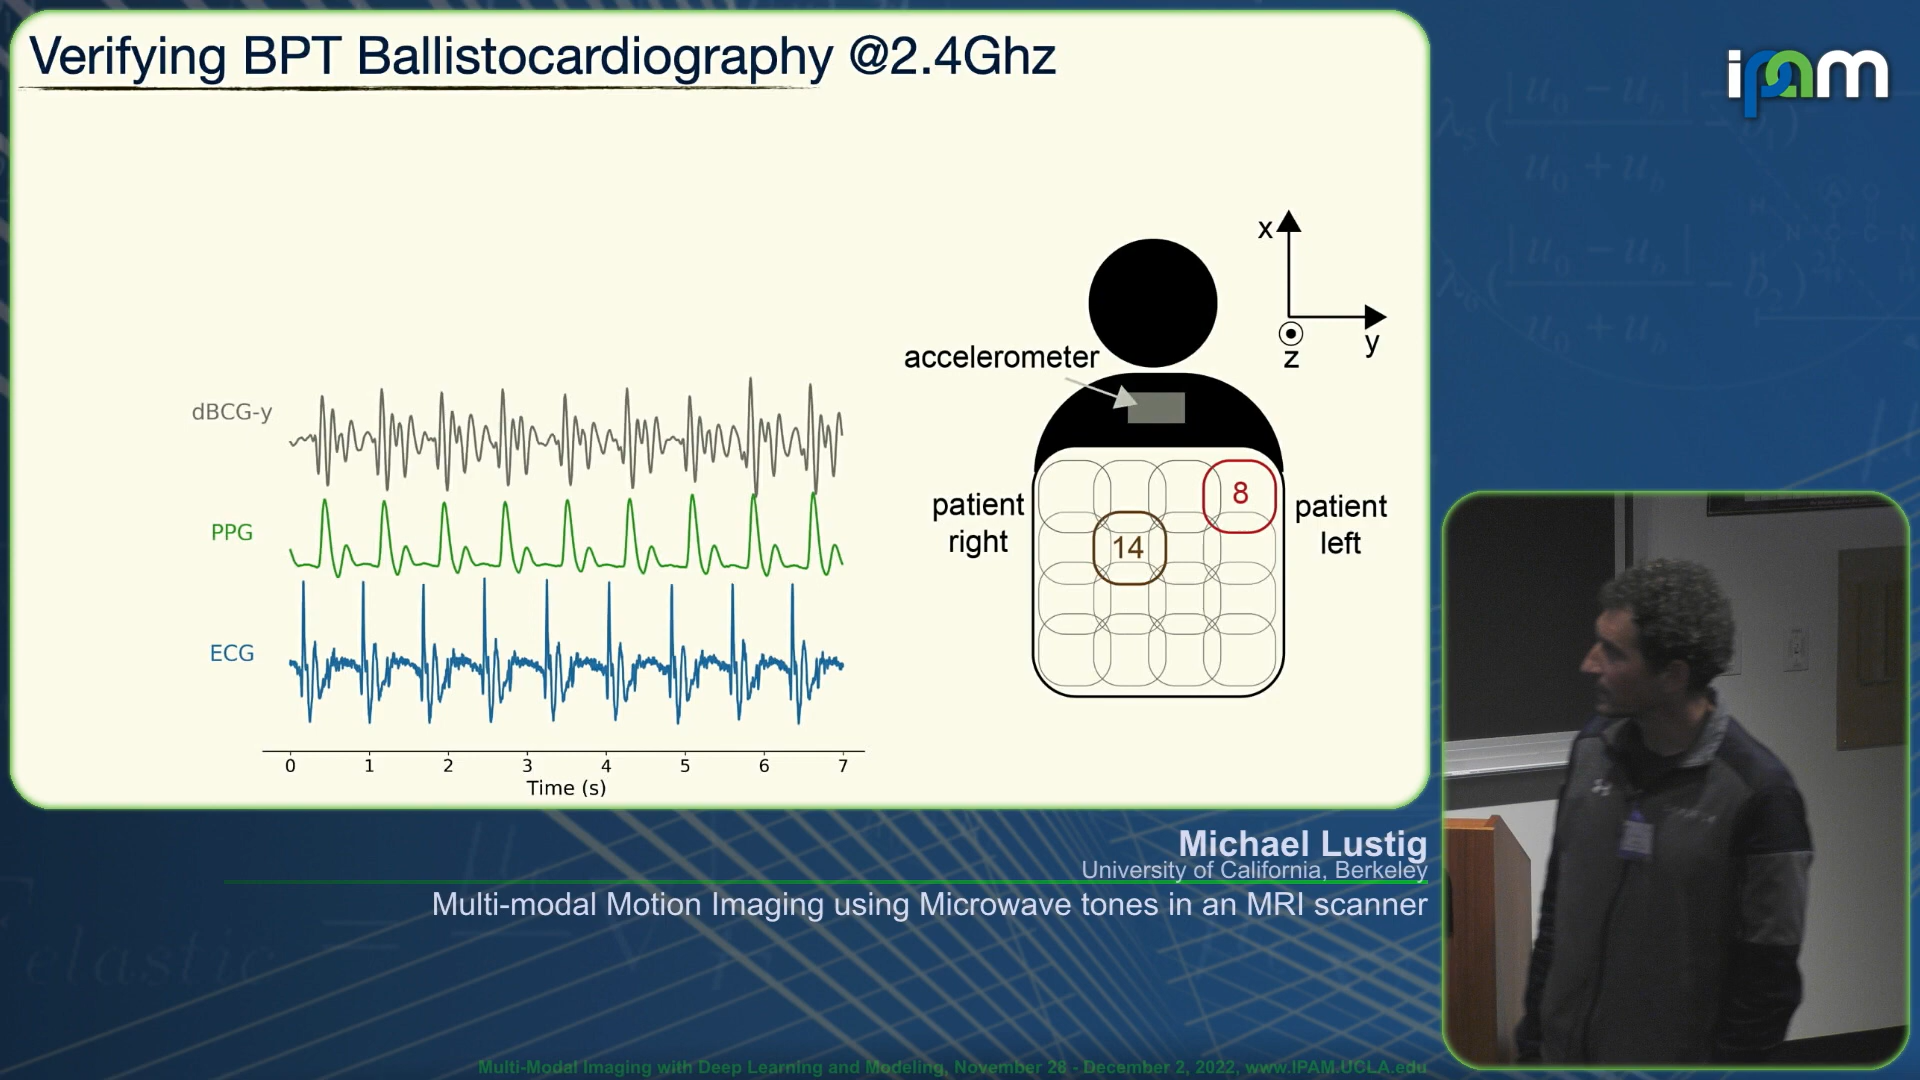 Verifying BPT Ballistocardiography @2.4Ghz
ipam
x
y
z
accelerometer
dBCG-y
PPG
ECG
patient
right
8
14
patient
left
0 1 2 3 4 5 6 7
Time (s)
Michael Lustig
University of California, Berkeley
Multi-modal Motion Imaging using Microwave tones in an MRI scanner
elastic
Multi-Modal Imaging with Deep Learning and Modeling, November 28 - December 2, 2022, www.IPAM.UCLA.edu